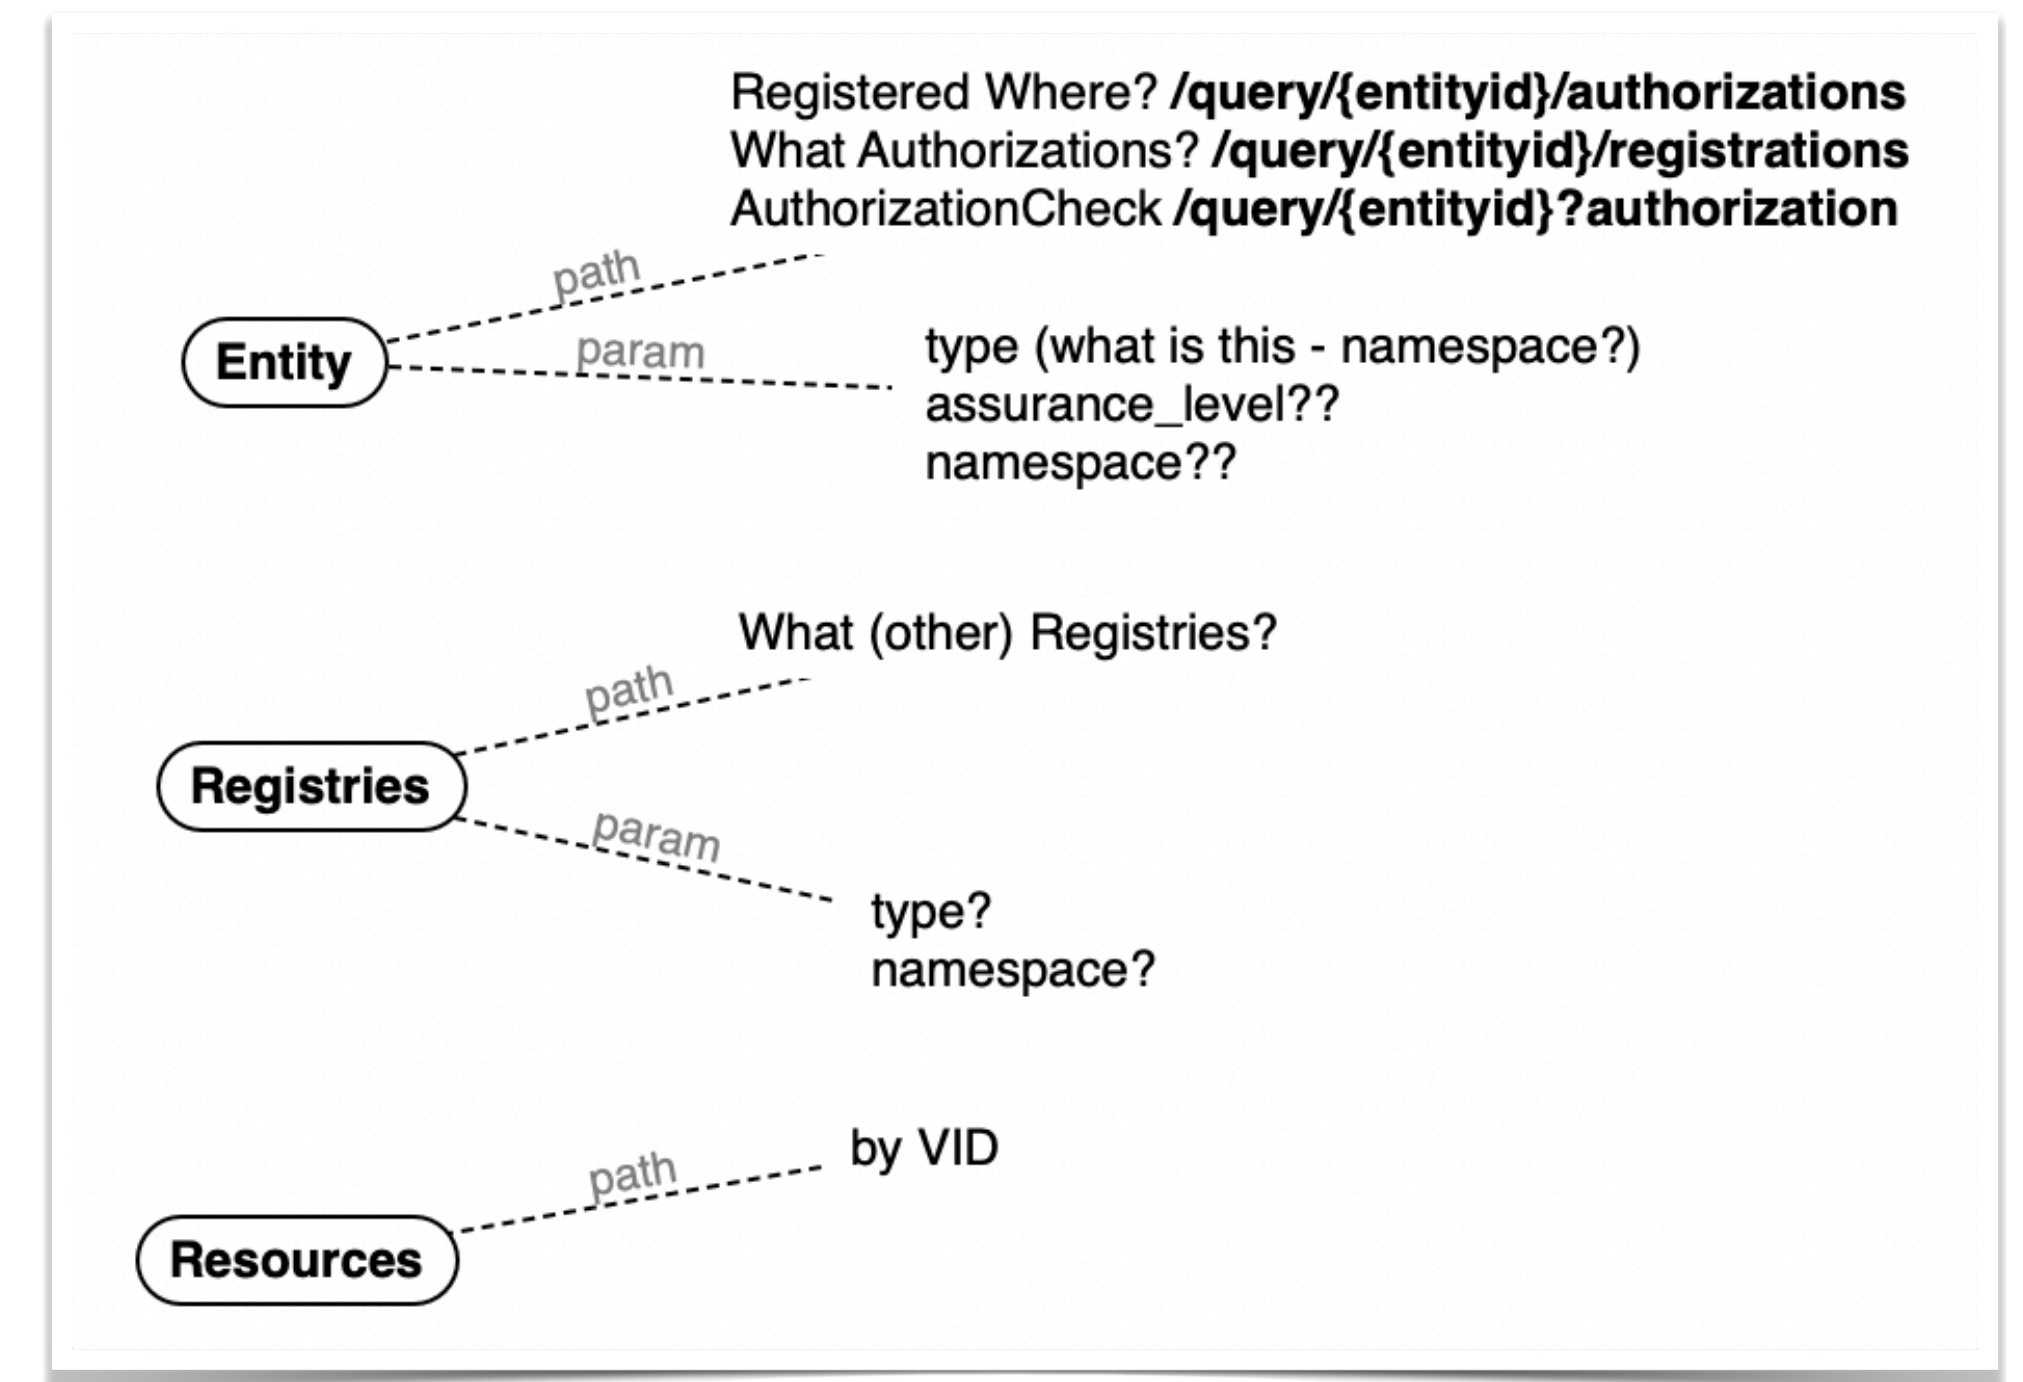 Registered Where? /query/{entityid}/authorizations
What Authorizations? /query/{entityid}/registrations
AuthorizationCheck /query/{entityid}?authorization
path
Entity
param
type (what is this - namespace?)
assurance_level??
namespace??
What (other) Registries?
path
Registries
param
type?
namespace?
by VID
path
Resources